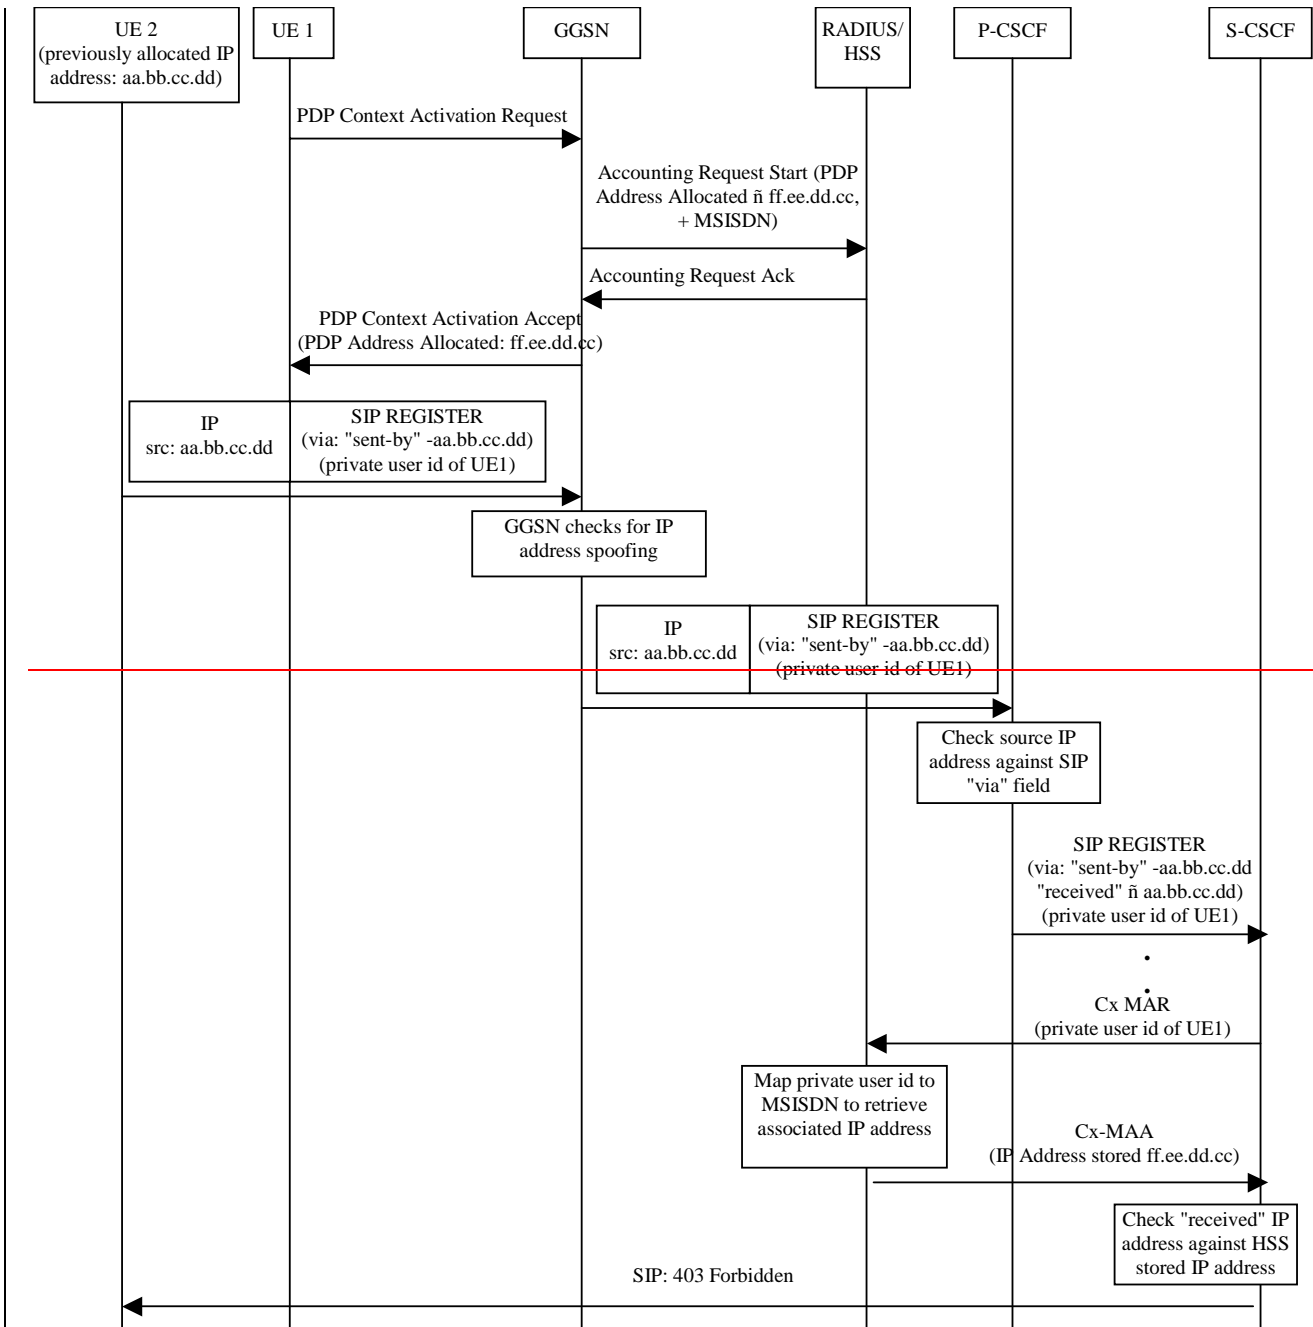 UE 2
(previously allocated IP
address: aa.bb.cc.dd)
UE 1
GGSN
RADIUS/
HSS
P-CSCF
S-CSCF
PDP Context Activation Request
Accounting Request Start (PDP
Address Allocated ñ ff.ee.dd.cc,
+ MSISDN)
Accounting Request Ack
PDP Context Activation Accept
(PDP Address Allocated: ff.ee.dd.cc)
IP
src: aa.bb.cc.dd
SIP REGISTER
(via: "sent-by" -aa.bb.cc.dd)
(private user id of UE1)
GGSN checks for IP
address spoofing
IP
src: aa.bb.cc.dd
SIP REGISTER
(via: "sent-by" -aa.bb.cc.dd)
(private user id of UE1)
Check source IP
address against SIP
"via" field
SIP REGISTER
(via: "sent-by" -aa.bb.cc.dd
"received" ñ aa.bb.cc.dd)
(private user id of UE1)
.
.
Cx MAR
(private user id of UE1)
Map private user id to
MSISDN to retrieve
associated IP address
Cx-MAA
(IP Address stored ff.ee.dd.cc)
Check "received" IP
address against HSS
stored IP address
SIP: 403 Forbidden